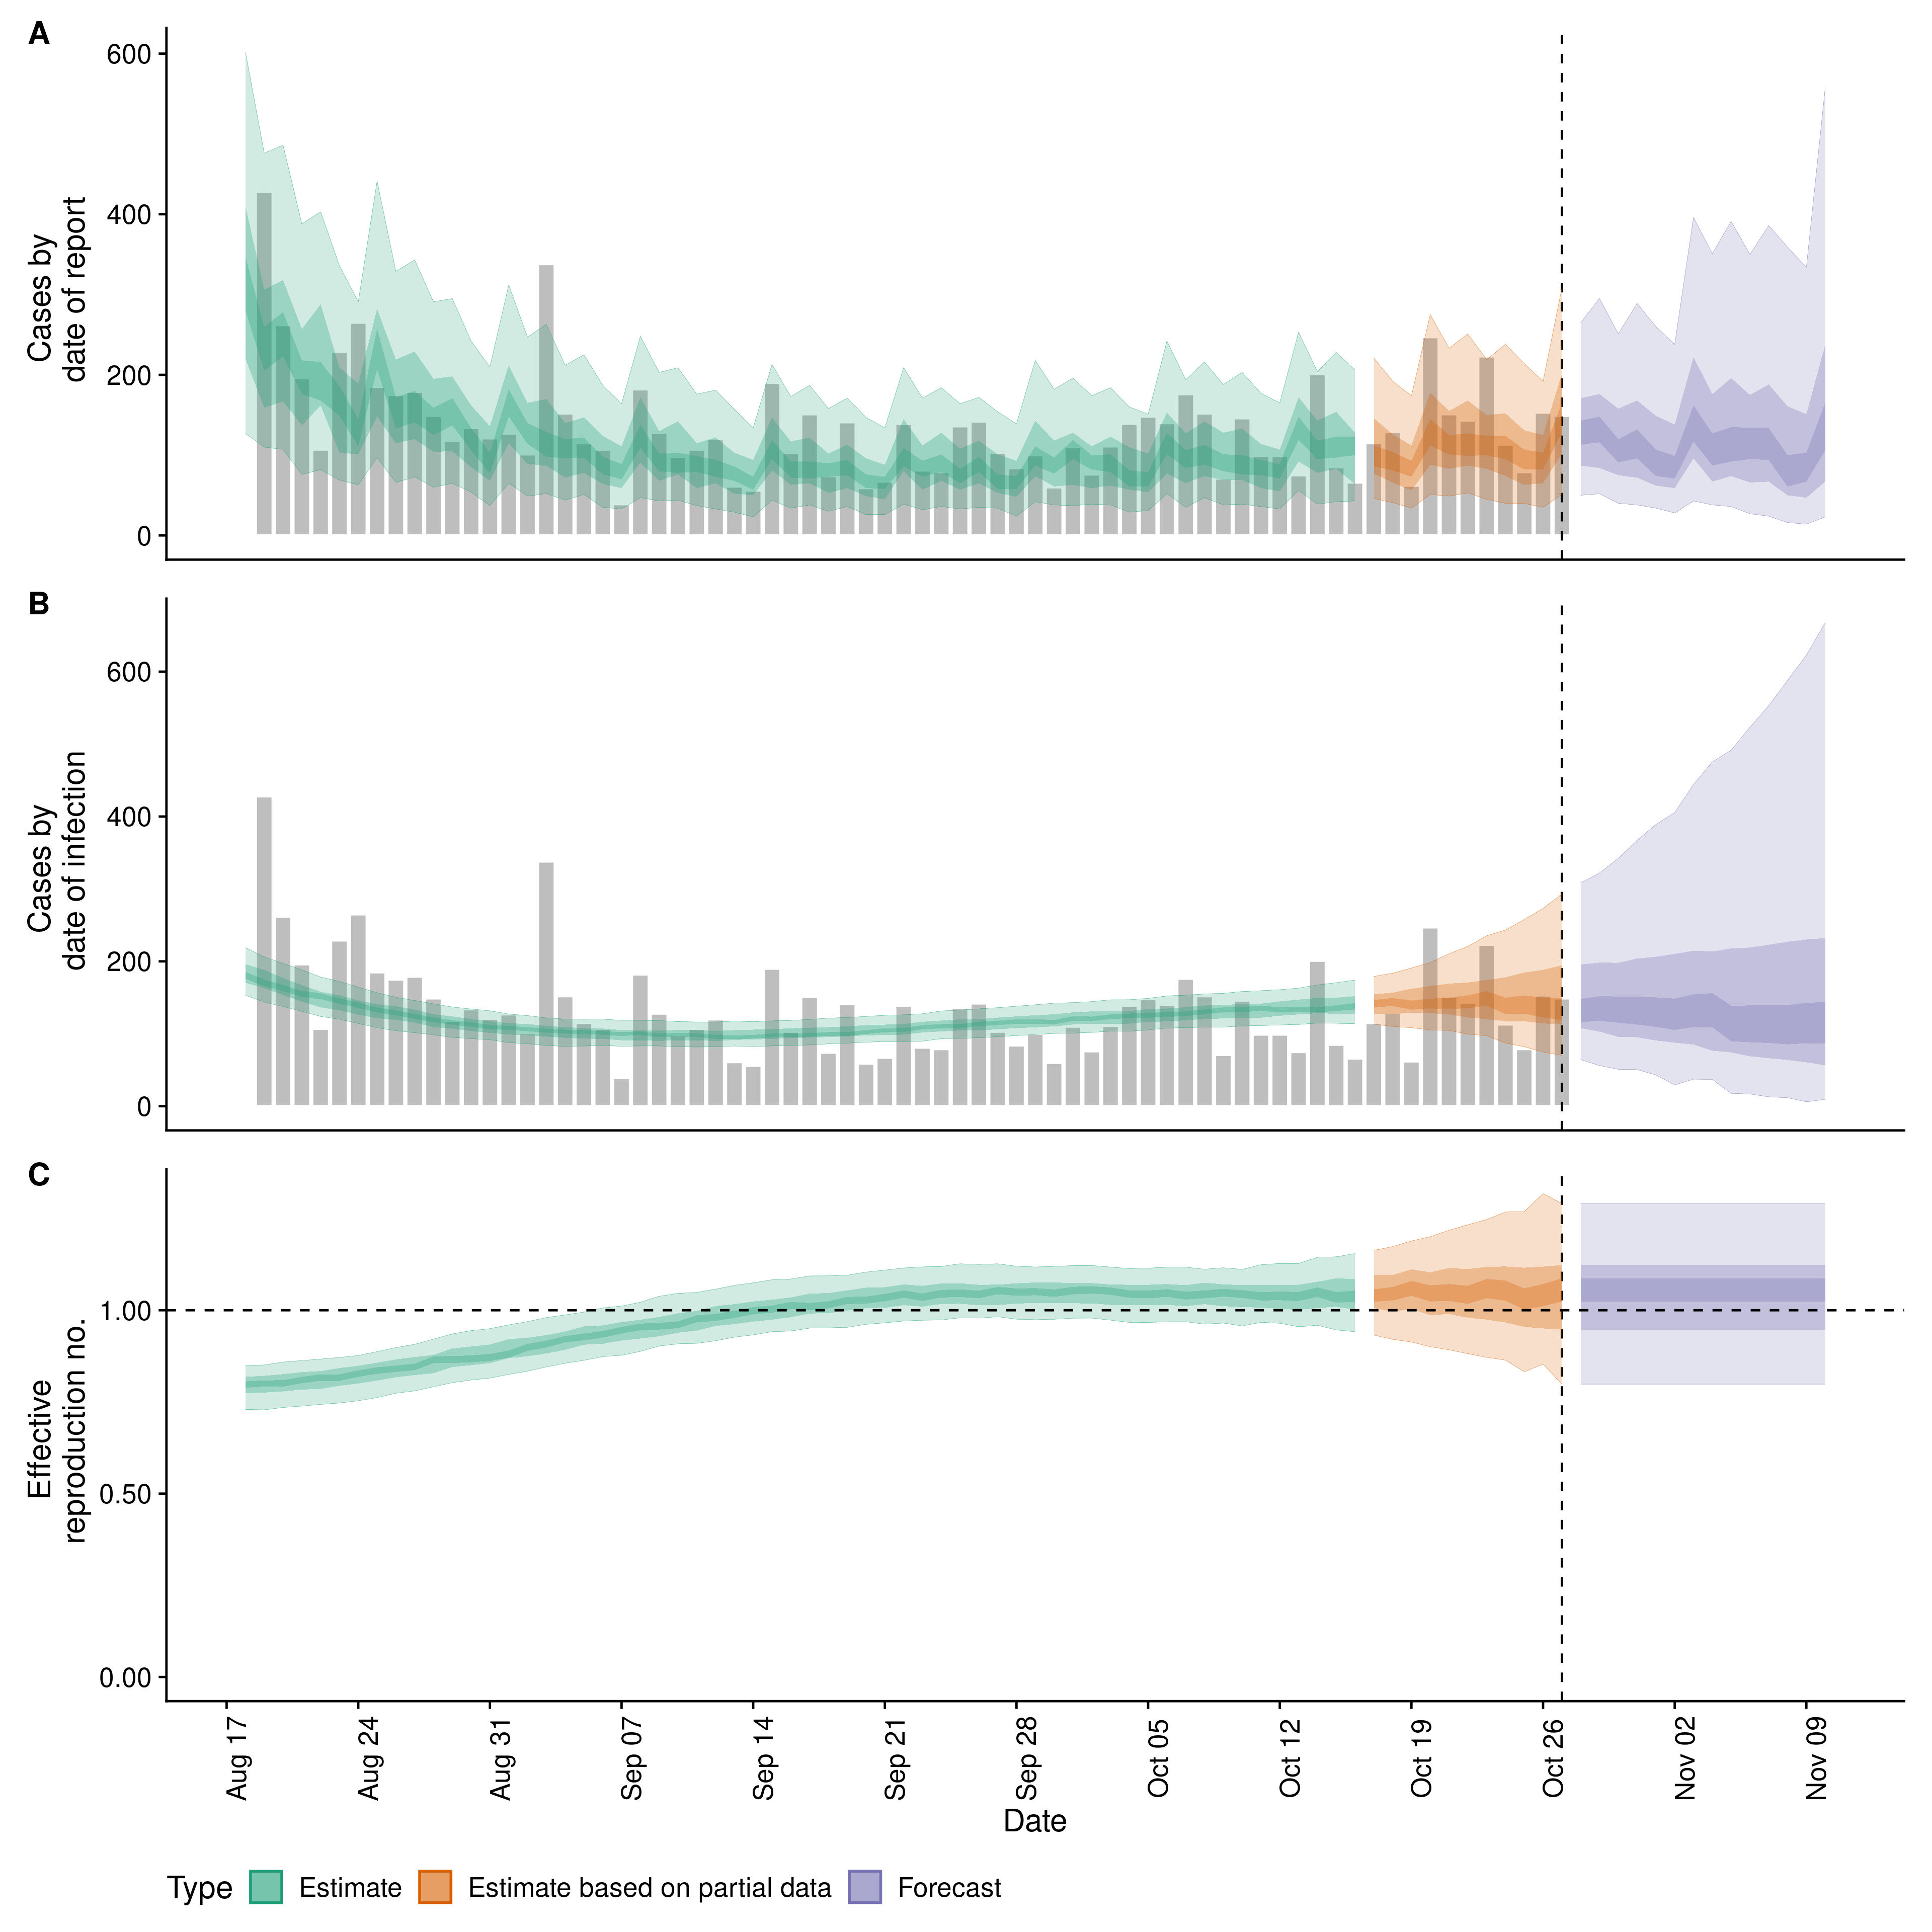 A
600
400
200
0
Cases by
date of report
B
600
400
200
0
Cases by
date of infection
C
1.00
0.50
0.00
Effective
reproduction no.
Aug 17
Aug 24
Aug 31
Sep 07
Sep 14
Sep 21
Sep 28
Oct 05
Oct 12
Oct 19
Oct 26
Nov 02
Nov 09
Date
Type Estimate Estimate based on partial data Forecast